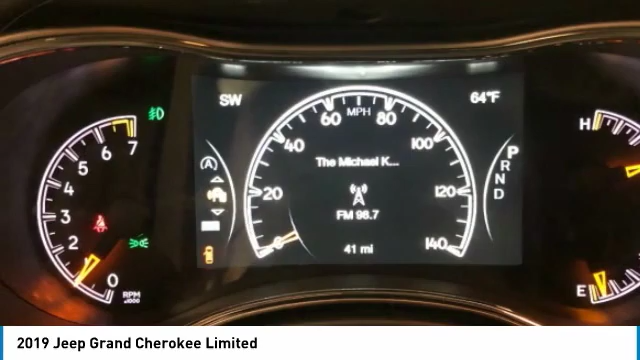 SW
64°F
60
MPH
80
40
100
The Michael K...
20
120
FM 98.7
0
140
41 mi
P
R
N
D
7
6
5
4
3
2
0
RPM
x1000
A
H
E
2019 Jeep Grand Cherokee Limited